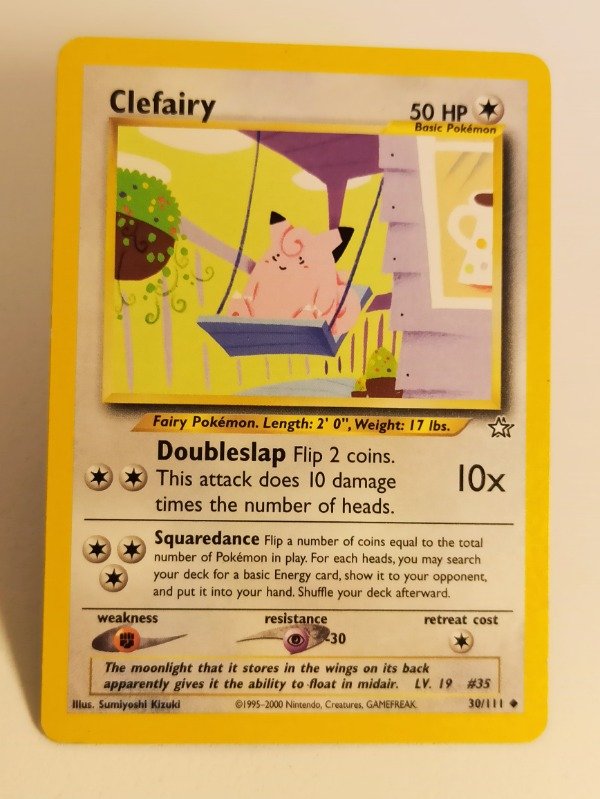 Clefairy
50 HP
Basic Pokémon
Fairy Pokémon. Length: 2' 0", Weight: 17 lbs.
Doubleslap Flip 2 coins.
This attack does 10 damage
times the number of heads.
10x
Squaredance Flip a number of coins equal to the total
number of Pokémon in play. For each heads, you may search
your deck for a basic Energy card, show it to your opponent,
and put it into your hand. Shuffle your deck afterward.
weakness resistance retreat cost
-30
The moonlight that it stores in the wings on its back
apparently gives it the ability to float in midair. LV. 19 #35
Illus. Sumiyoshi Kizuki ©1995-2000 Nintendo, Creatures, GAMEFREAK. 30/111